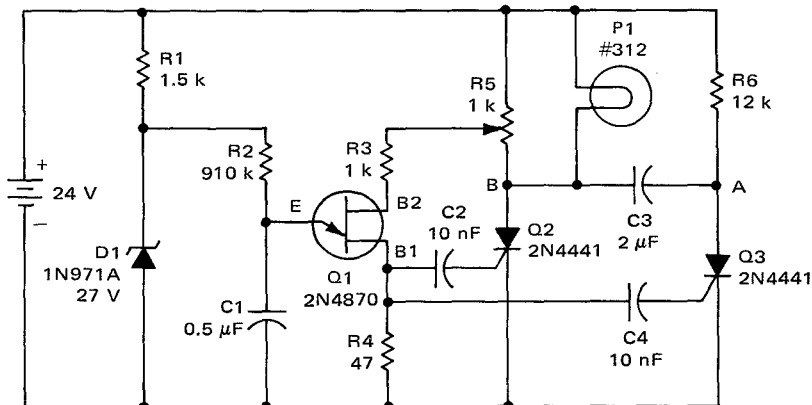 P1
#312
R1
1.5 k
R5
1 k
R6
12 k
R2
910 k
R3
1 k
+
24 V
−
E
B2
B1
C2
10 nF
B
A
C3
2 µF
Q2
2N4441
Q3
2N4441
D1
1N971A
27 V
Q1
2N4870
C1
0.5 µF
R4
47
C4
10 nF